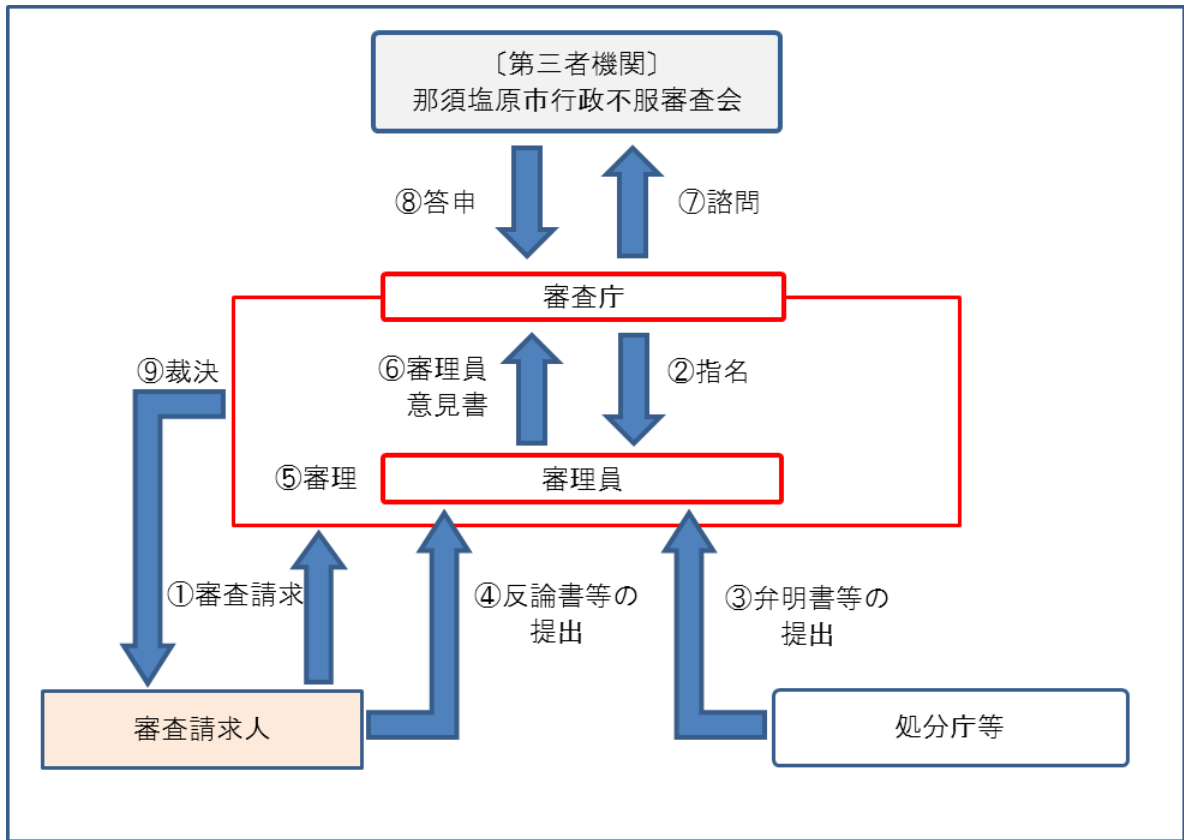 〔第三者機関〕
那須塩原市行政不服審査会
⑧答申
⑦諮問
審査庁
⑨裁決
⑥審理員
意見書
②指名
⑤審理
審理員
①審査請求
④反論書等の
提出
③弁明書等の
提出
審査請求人
処分庁等